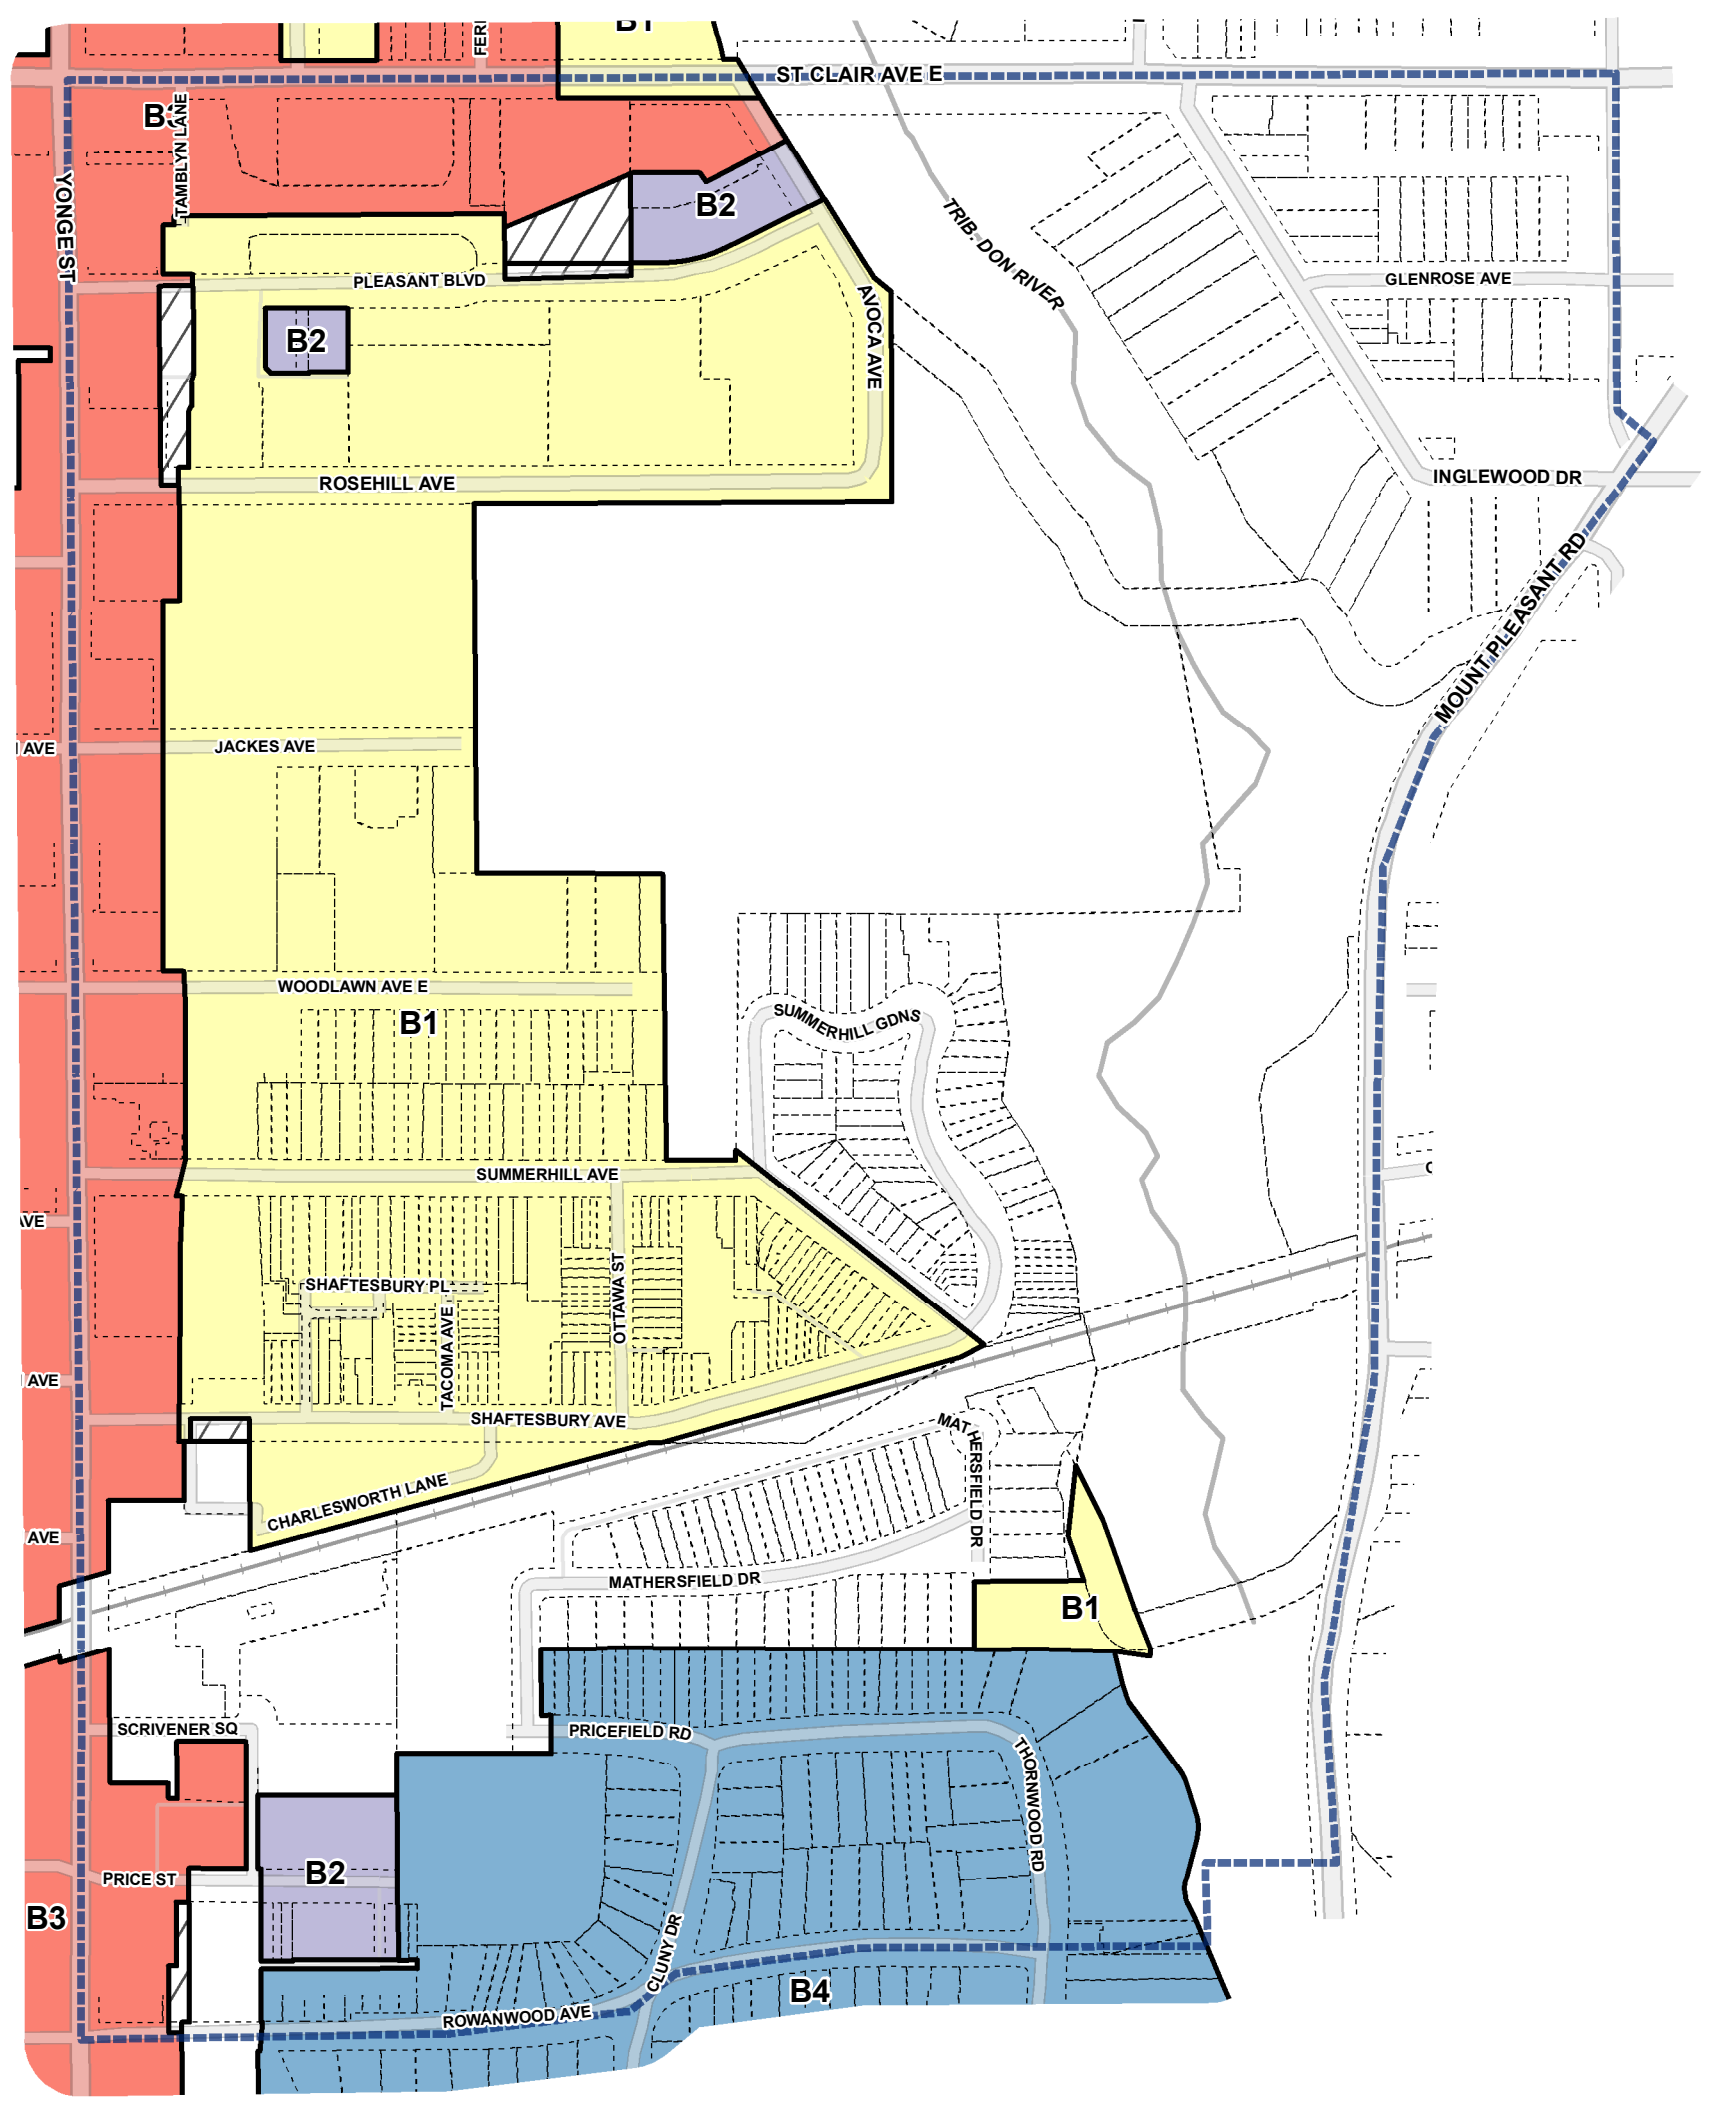 B1
ST CLAIR AVE E
B3
TAMBLYN LANE
YONGE ST
B2
TRIB. DON RIVER
PLEASANT BLVD
GLENROSE AVE
AVOCA AVE
B2
ROSEHILL AVE
INGLEWOOD DR
MOUNT PLEASANT RD
AVE
JACKES AVE
WOODLAWN AVE E
B1
SUMMERHILL GDNS
SUMMERHILL AVE
AVE
SHAFTESBURY PL
OTTAWA ST
TACOMA AVE
AVE
SHAFTESBURY AVE
MATHERSFIELD DR
CHARLESWORTH LANE
AVE
MATHERSFIELD DR
B1
SCRIVENER SQ
PRICEFIELD RD
THORNWOOD RD
PRICE ST
B2
B3
CLUNY DR
B4
ROWANWOOD AVE